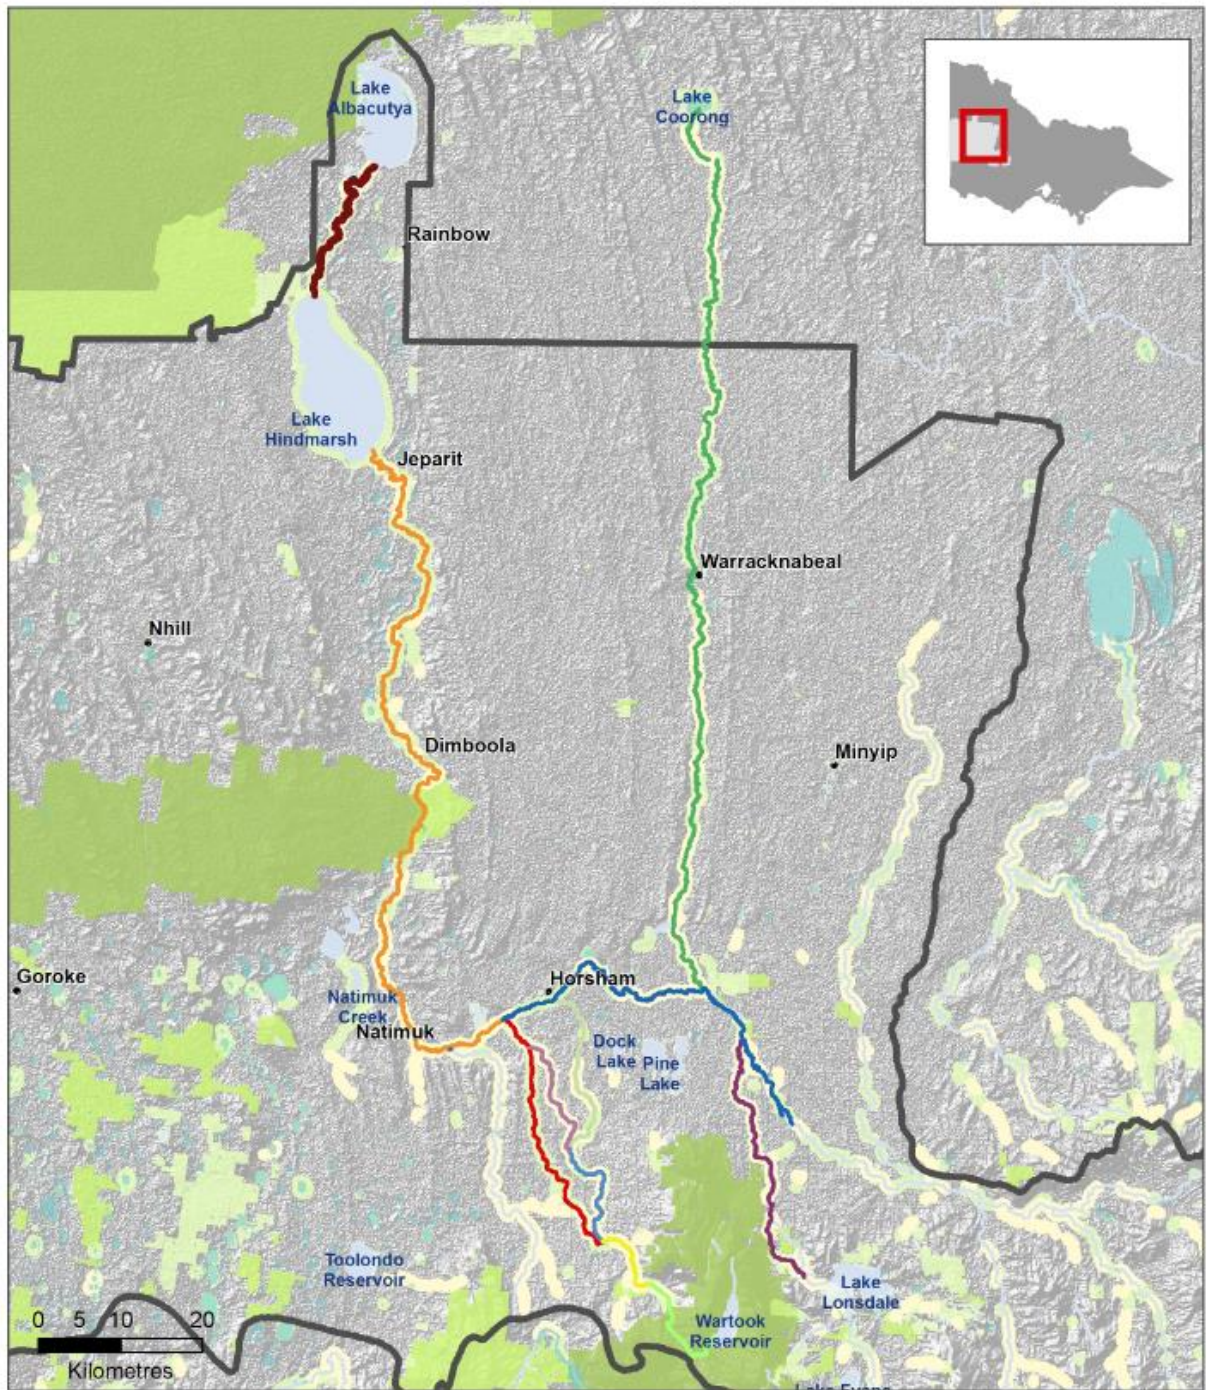 Lake
Albacutya
Lake
Coorong
Rainbow
Lake
Hindmarsh
Jeparit
Warracknabeal
Nhill
Dimboola
Minyip
Goroke
Horsham
Natimuk
Creek
Natimuk
Dock
Lake
Pine
Lake
Toolondo
Reservoir
Lake
Lonsdale
Wartook
Reservoir
0 5 10 20
Kilometres